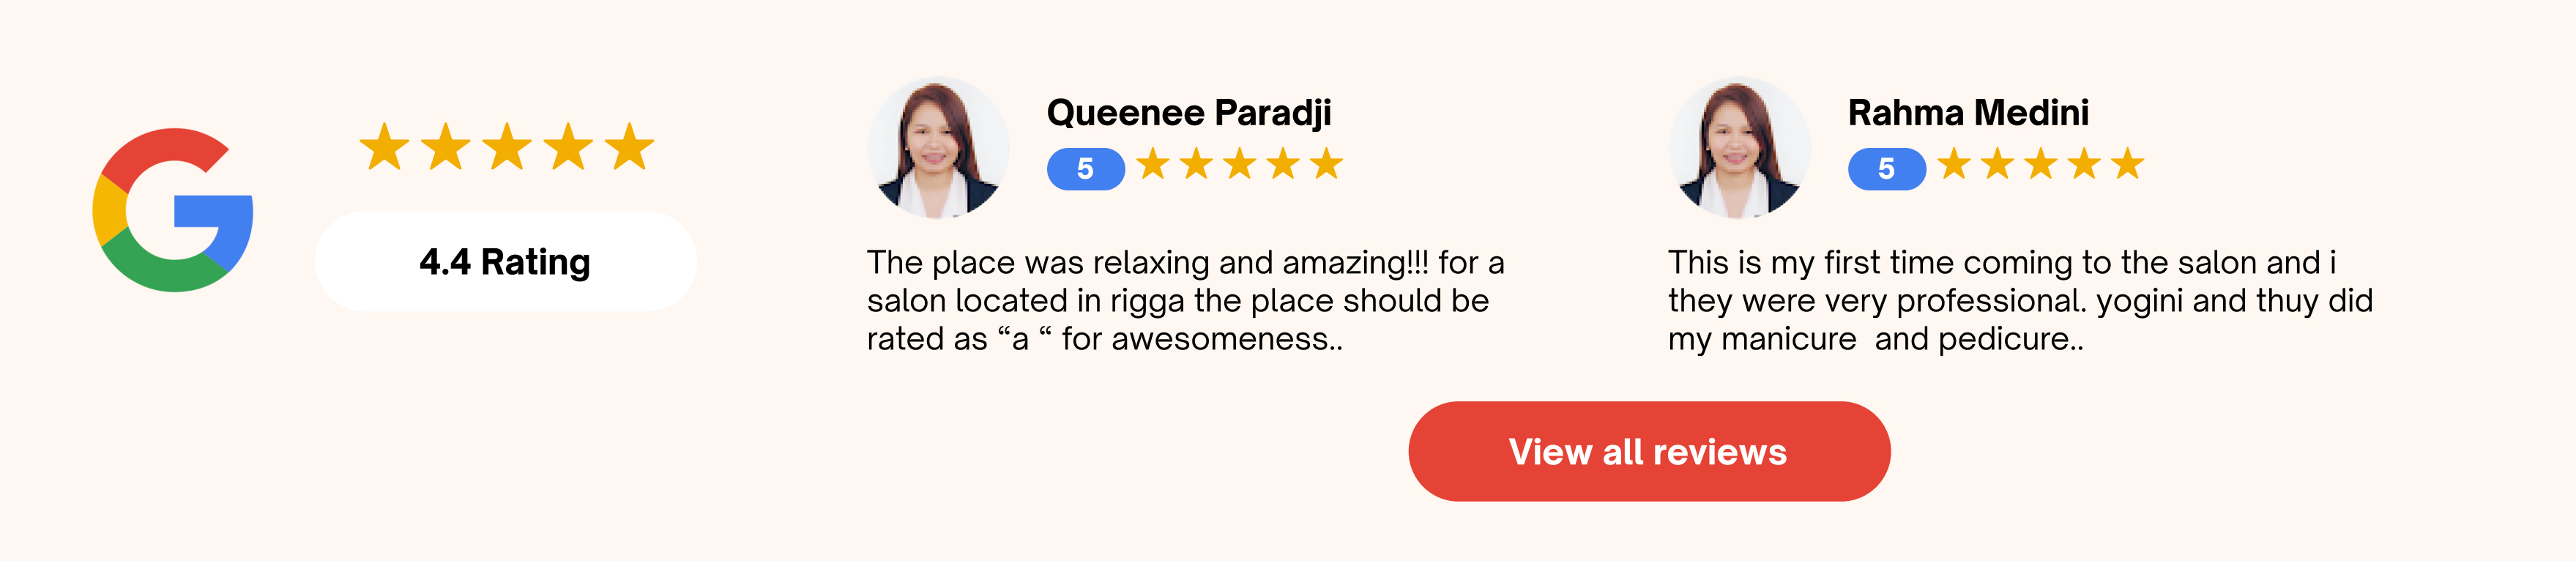 4.4 Rating
Queenee Paradji
5
The place was relaxing and amazing!!! for a
salon located in rigga the place should be
rated as “a “ for awesomeness..
Rahma Medini
5
This is my first time coming to the salon and i
they were very professional. yogini and thuy did
my manicure  and pedicure..
View all reviews